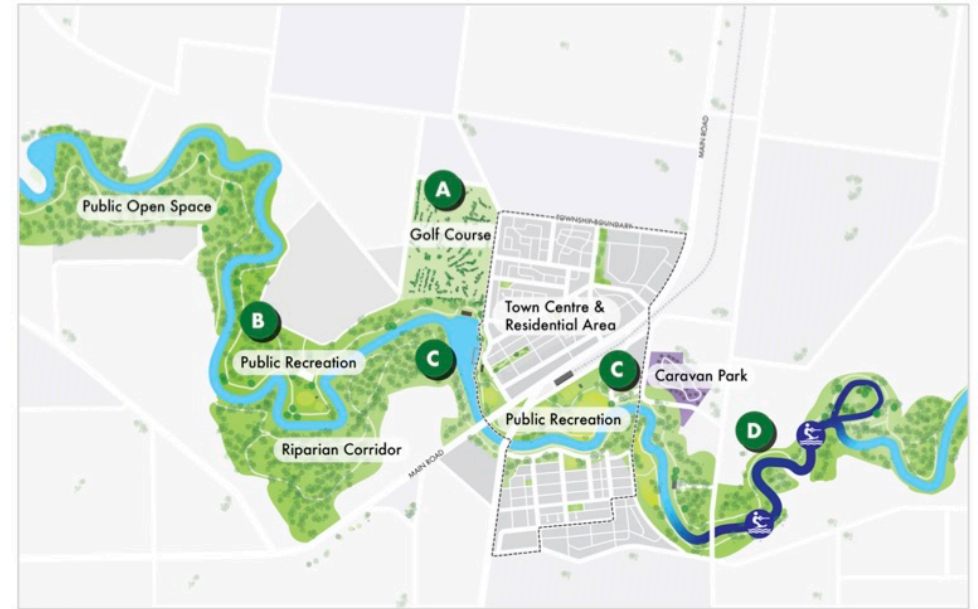 MAIN ROAD
A
Public Open Space
Golf Course
TOWNSHIP BOUNDARY
Town Centre &
Residential Area
B
Public Recreation
C
C
Caravan Park
Public Recreation
D
Riparian Corridor
MAIN ROAD